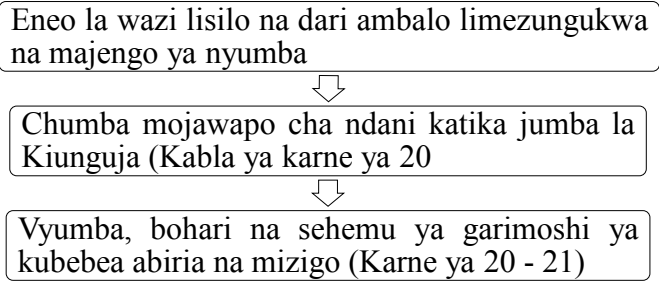 Eneo la wazi lisilo na dari ambalo limezungukwa
na majengo ya nyumba
Chumba mojawapo cha ndani katika jumba la
Kiunguja (Kabla ya karne ya 20
Vyumba, bohari na sehemu ya garimoshi ya
kubebea abiria na mizigo (Karne ya 20 - 21)